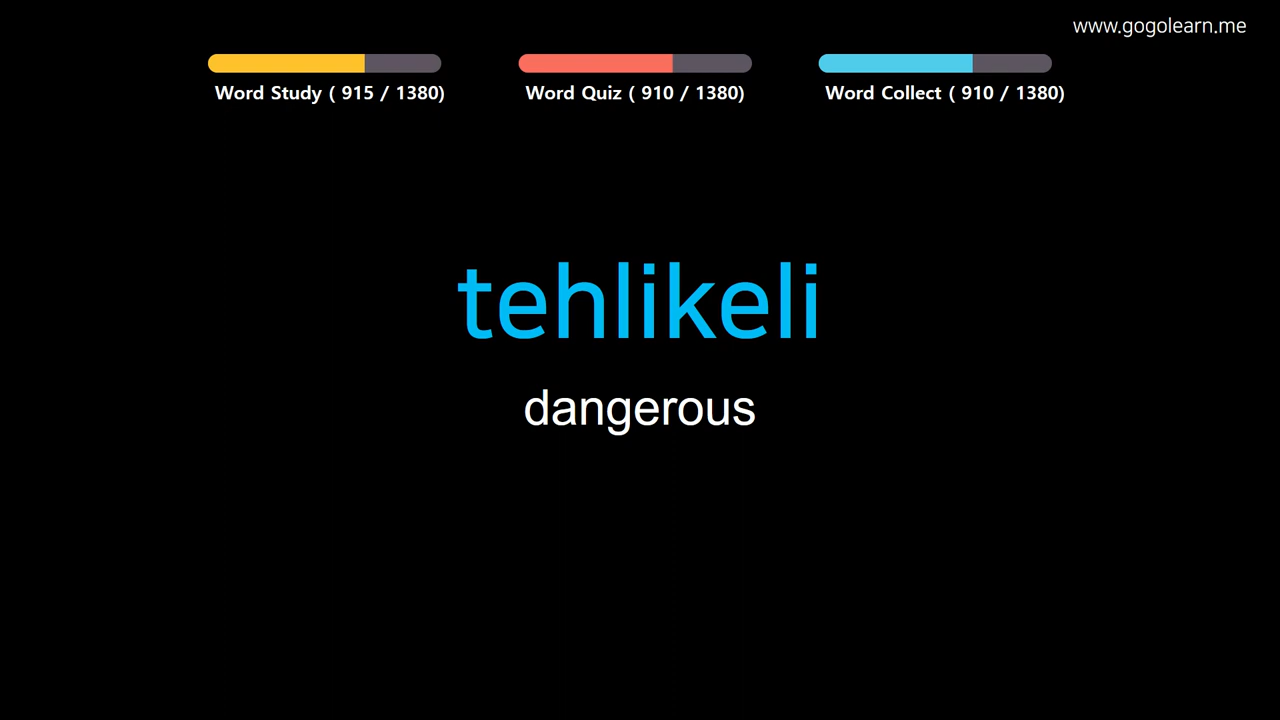 www.gogolearn.me
Word Study ( 915 / 1380)
Word Quiz ( 910 / 1380)
Word Collect ( 910 / 1380)
tehlikeli
dangerous